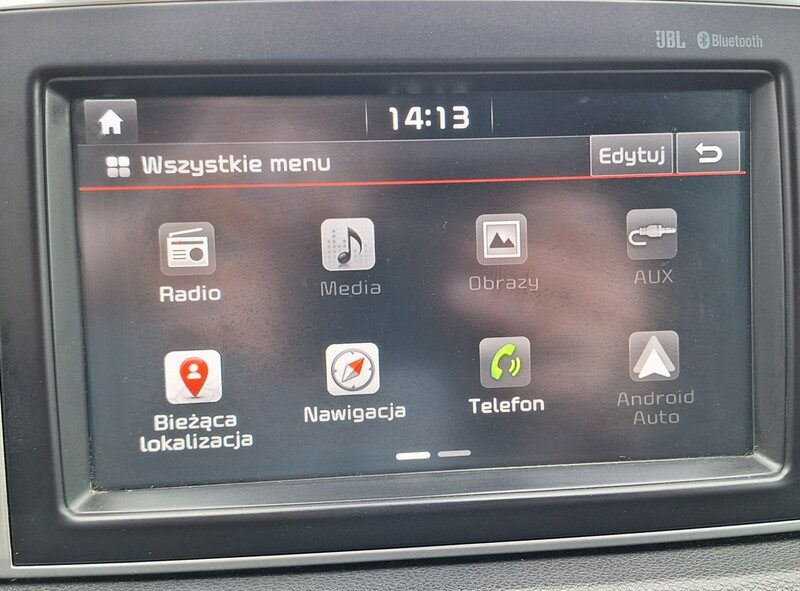 JBL Bluetooth
14:13
Wszystkie menu Edytuj
Radio Media Obrazy AUX
Bieżąca
lokalizacja
Nawigacja
Telefon
Android
Auto